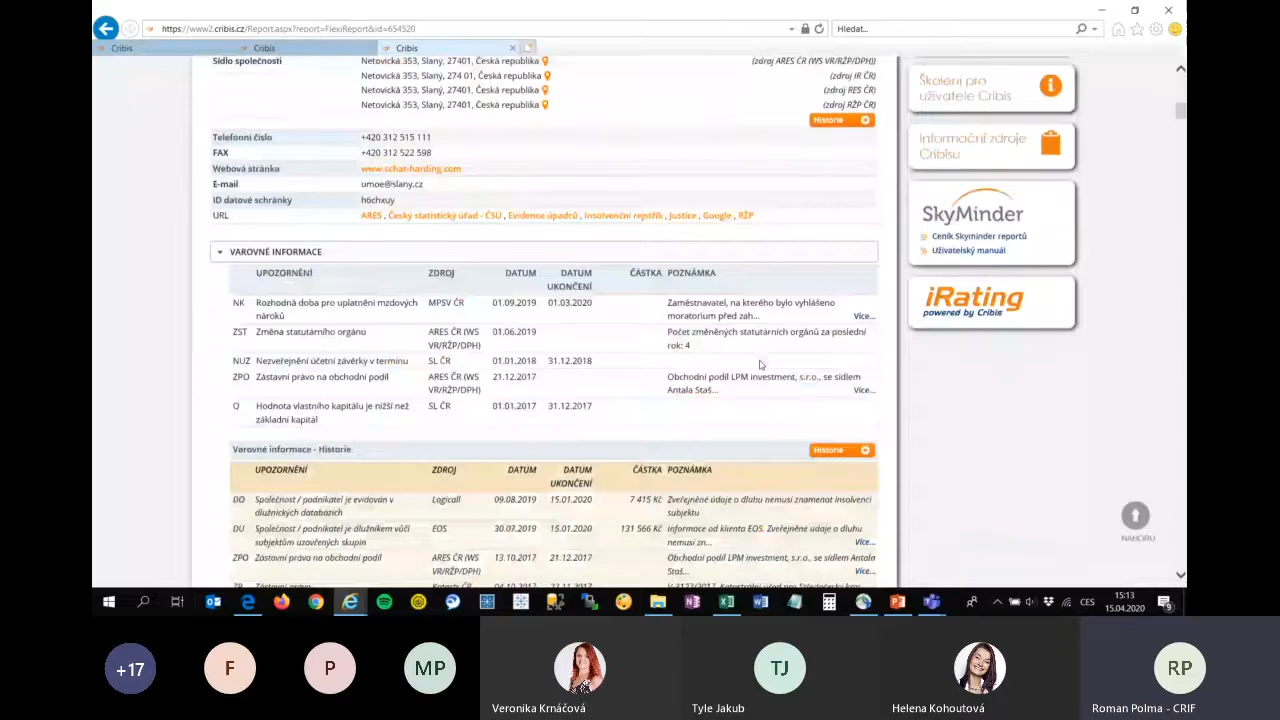 https://www2.cribis.cz/Report.aspx?report=FlexiReport&id=654520
Hledat...
Cribis
Cribis
Cribis
Sídlo společnosti
Netovická 353, Slaný, 27401, Česká republika
(zdroj ARES ČR (WS VR/RŽP/DPH))
Netovická 353, Slaný, 274 01, Česká republika
(zdroj IR ČR)
Netovická 353, Slaný, 27401, Česká republika
(zdroj RES ČR)
Netovická 353, Slaný, 27401, Česká republika
(zdroj RŽP ČR)
Historie
Telefonní číslo
+420 312 515 111
FAX
+420 312 522 598
Webová stránka
www.schat-harding.com
E-mail
umoe@slany.cz
ID datové schránky
h6chxuy
URL
ARES , Český statistický úřad - ČSÚ , Evidence úpadců , Insolvenční rejstřík , Justice , Google , RŽP
VAROVNÉ INFORMACE
UPOZORNĚNÍ ZDROJ DATUM DATUM UKONČENÍ ČÁSTKA POZNÁMKA
NK Rozhodná doba pro uplatnění mzdových nároků MPSV ČR 01.09.2019 01.03.2020 Zaměstnavatel, na kterého bylo vyhlášeno moratorium před zah... Více...
ZST Změna statutárního orgánu ARES ČR (WS VR/RŽP/DPH) 01.06.2019 Počet změněných statutárních orgánů za poslední rok: 4
NUZ Nezveřejnění účetní závěrky v termínu SL ČR 01.01.2018 31.12.2018
ZPO Zástavní právo na obchodní podíl ARES ČR (WS VR/RŽP/DPH) 21.12.2017 Obchodní podíl LPM investment, s.r.o., se sídlem Antala Staš... Více...
Q Hodnota vlastního kapitálu je nižší než základní kapitál SL ČR 01.01.2017 31.12.2017
Varovné informace - Historie
Historie
UPOZORNĚNÍ ZDROJ DATUM DATUM UKONČENÍ ČÁSTKA POZNÁMKA
DO Společnost / podnikatel je evidován v dlužnických databázích Logicall 09.08.2019 15.01.2020 7 415 Kč Zveřejněné údaje o dluhu nemusí znamenat insolvenci subjektu
DU Společnost / podnikatel je dlužníkem vůči subjektům uzavřených skupin EOS 30.07.2019 15.01.2020 131 566 Kč informace od klienta EOS. Zveřejněné údaje o dluhu nemusí zn... Více...
ZPO Zástavní právo na obchodní podíl ARES ČR (WS VR/RŽP/DPH) 13.10.2017 21.12.2017 Obchodní podíl LPM investment, s.r.o., se sídlem Antala Staš... Více...
Školení pro
uživatele Cribis
Informační zdroje
Cribisu
SkyMinder
Ceník Skyminder reportů
Uživatelský manuál
iRating
powered by Cribis
NAHORU
CES
15:13
15.04.2020
9
+17
F
P
MP
TJ
RP
Veronika Krnáčová
Tyle Jakub
Helena Kohoutová
Roman Polma - CRIF